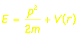 E = p²/2m + V(r)